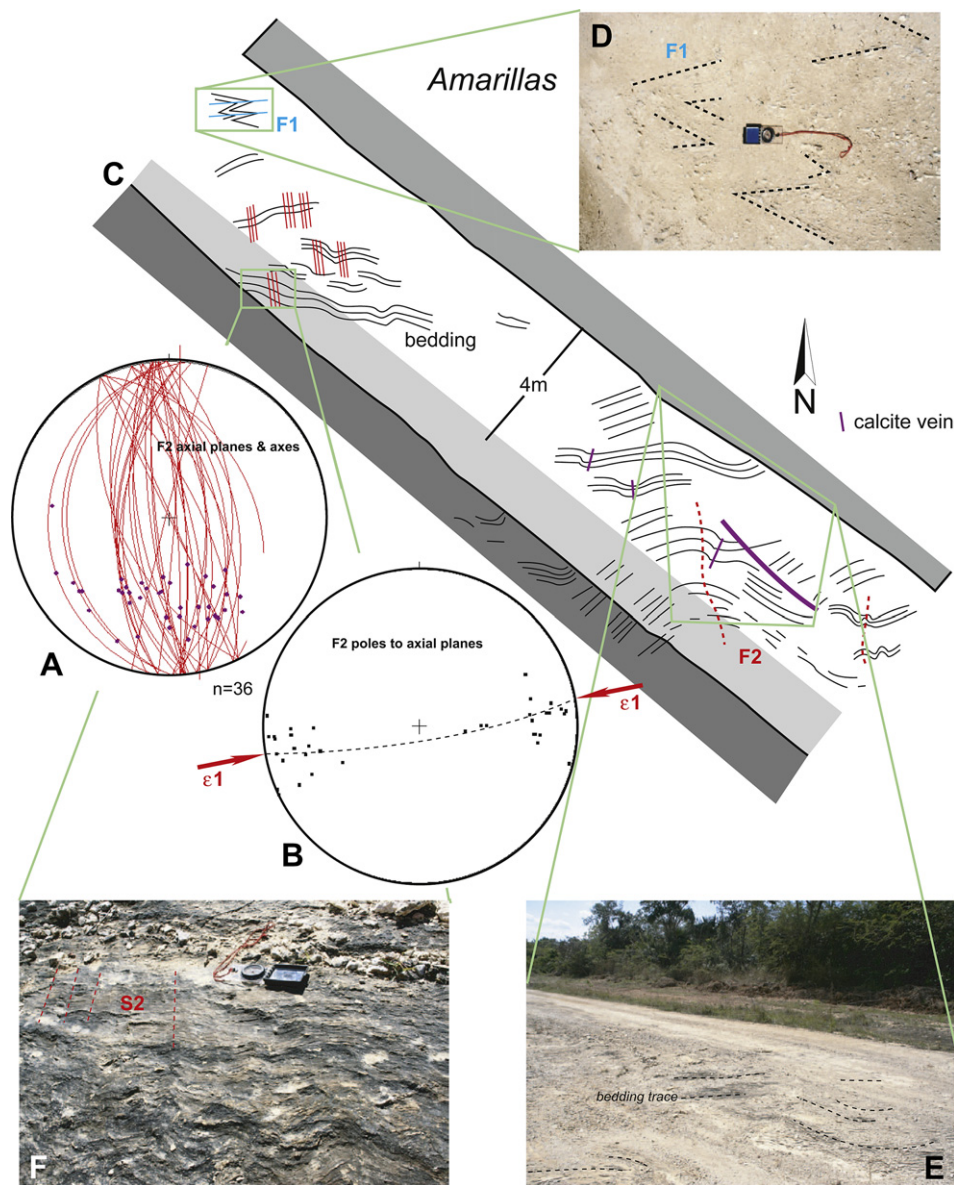 D
F1
Amarillas
F1
C
bedding
4m
N
calcite vein
F2 axial planes & axes
A
n=36
F2 poles to axial planes
ε1
ε1
B
F2
S2
F
bedding trace
E